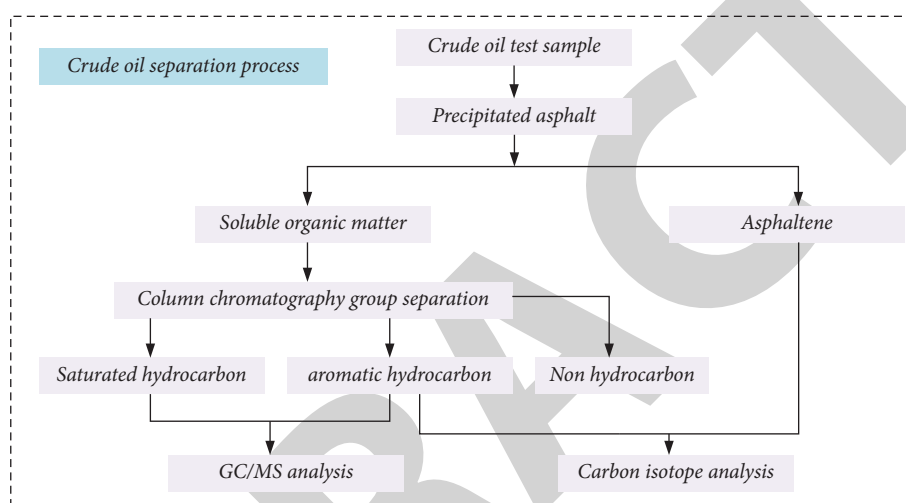 Crude oil separation process
Crude oil test sample
Precipitated asphalt
Soluble organic matter
Asphaltene
Column chromatography group separation
Saturated hydrocarbon
aromatic hydrocarbon
Non hydrocarbon
GC/MS analysis
Carbon isotope analysis
RACT